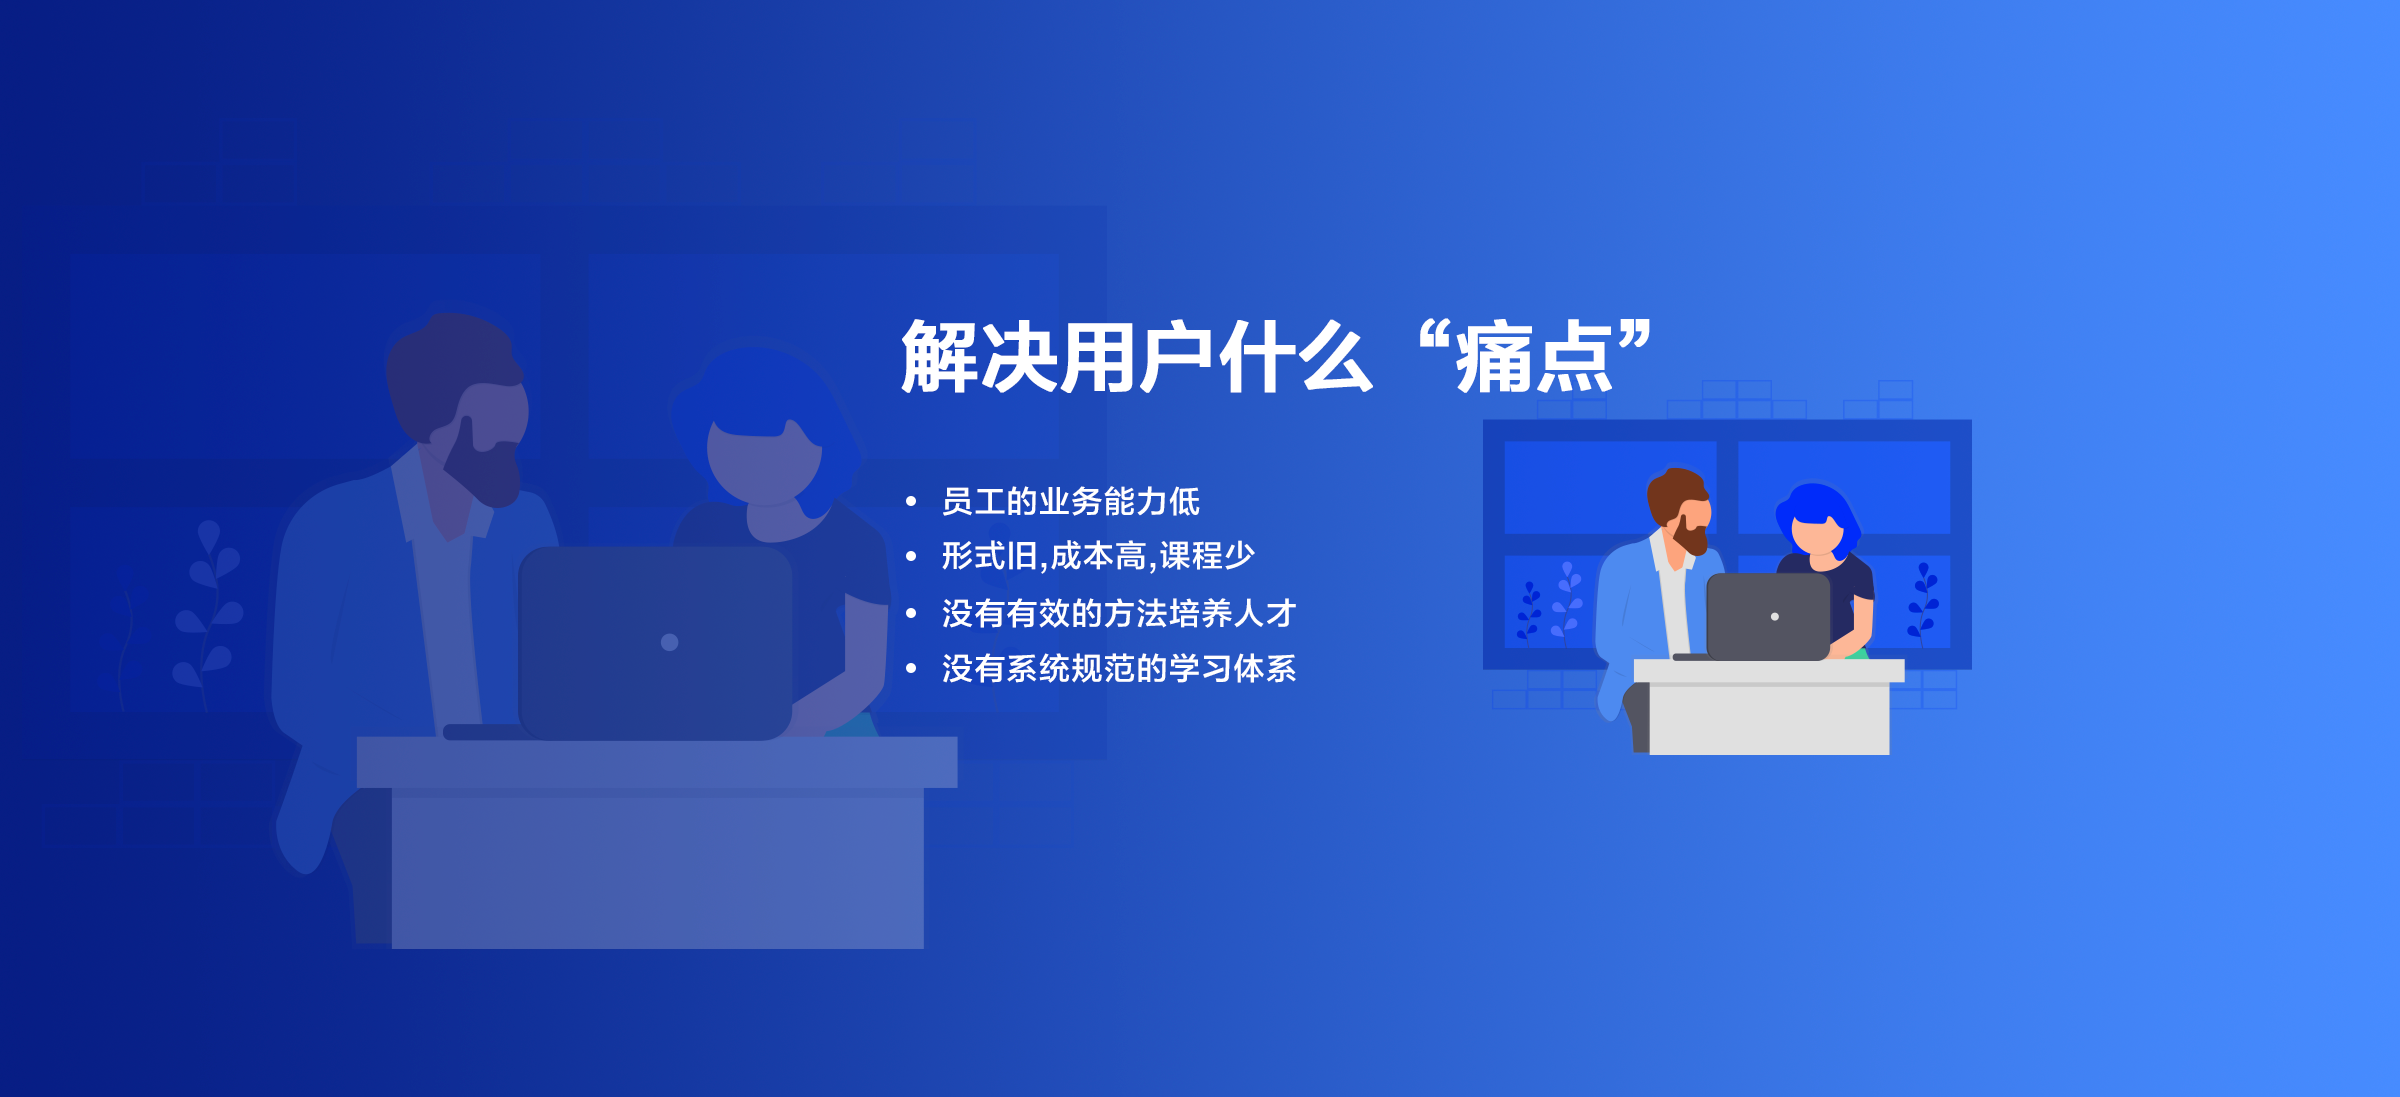 解决用户什么“痛点”
• 员工的业务能力低
• 形式旧,成本高,课程少
• 没有有效的方法培养人才
• 没有系统规范的学习体系